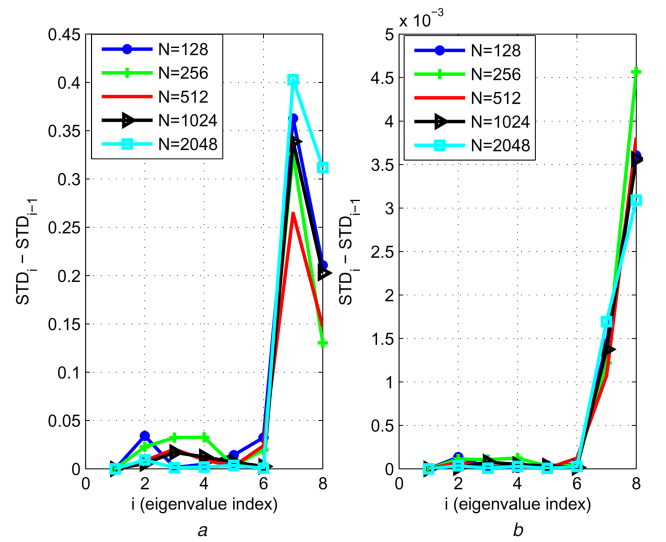 0.45
0.4
0.35
0.3
0.25
0.2
0.15
0.1
0.05
0
STD_i − STD_{i−1}
N=128
N=256
N=512
N=1024
N=2048
0 2 4 6 8
i (eigenvalue index)
a
× 10^{−3}
5
4.5
4
3.5
3
2.5
2
1.5
1
0.5
0
STD_i − STD_{i−1}
N=128
N=256
N=512
N=1024
N=2048
0 2 4 6 8
i (eigenvalue index)
b